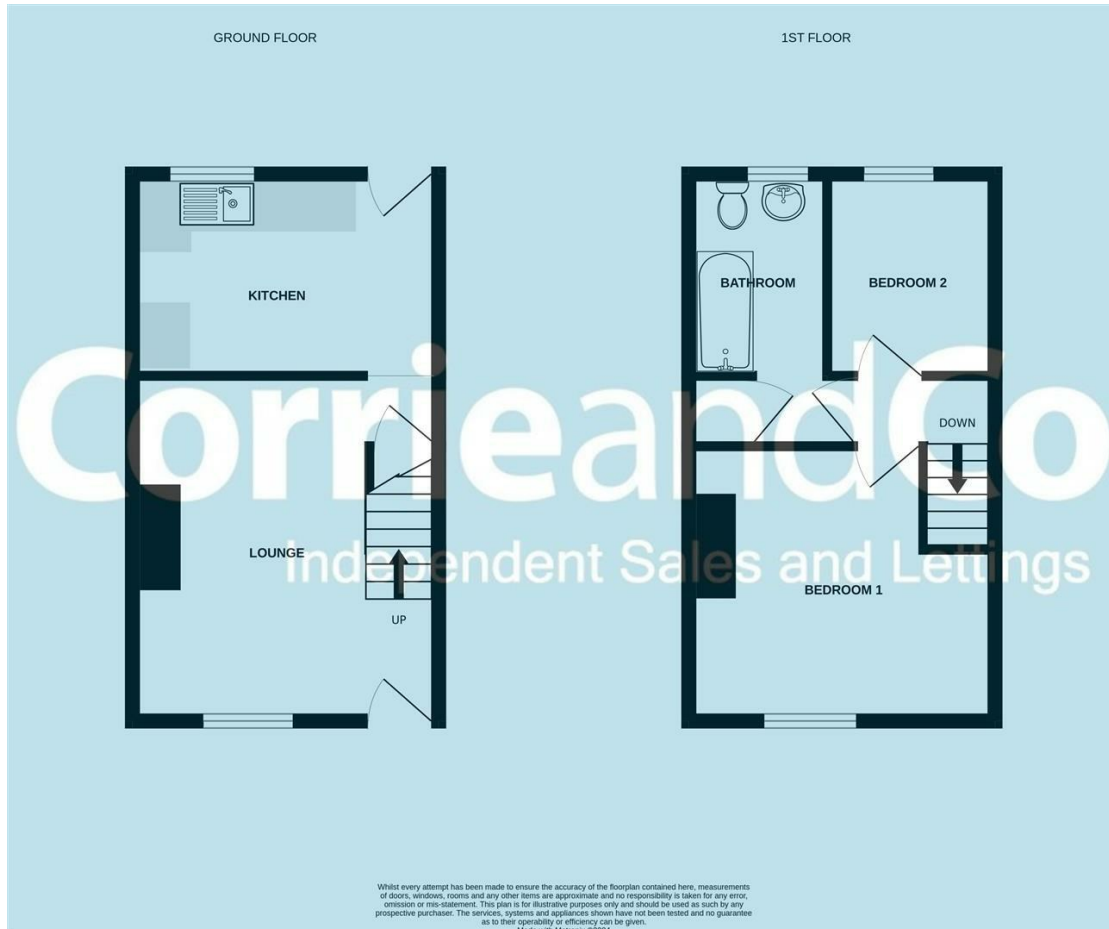 GROUND FLOOR
1ST FLOOR
KITCHEN
BATHROOM
BEDROOM 2
CorrieandCo
DOWN
LOUNGE
Independent Sales and Lettings
BEDROOM 1
UP
Whilst every attempt has been made to ensure the accuracy of the floorplan contained here, measurements
of doors, windows, rooms and any other items are approximate and no responsibility is taken for any error,
omission or mis-statement. This plan is for illustrative purposes only and should be used as such by any
prospective purchaser. The services, systems and appliances shown have not been tested and no guarantee
as to their operability or efficiency can be given.
Made with Metropix ©2024